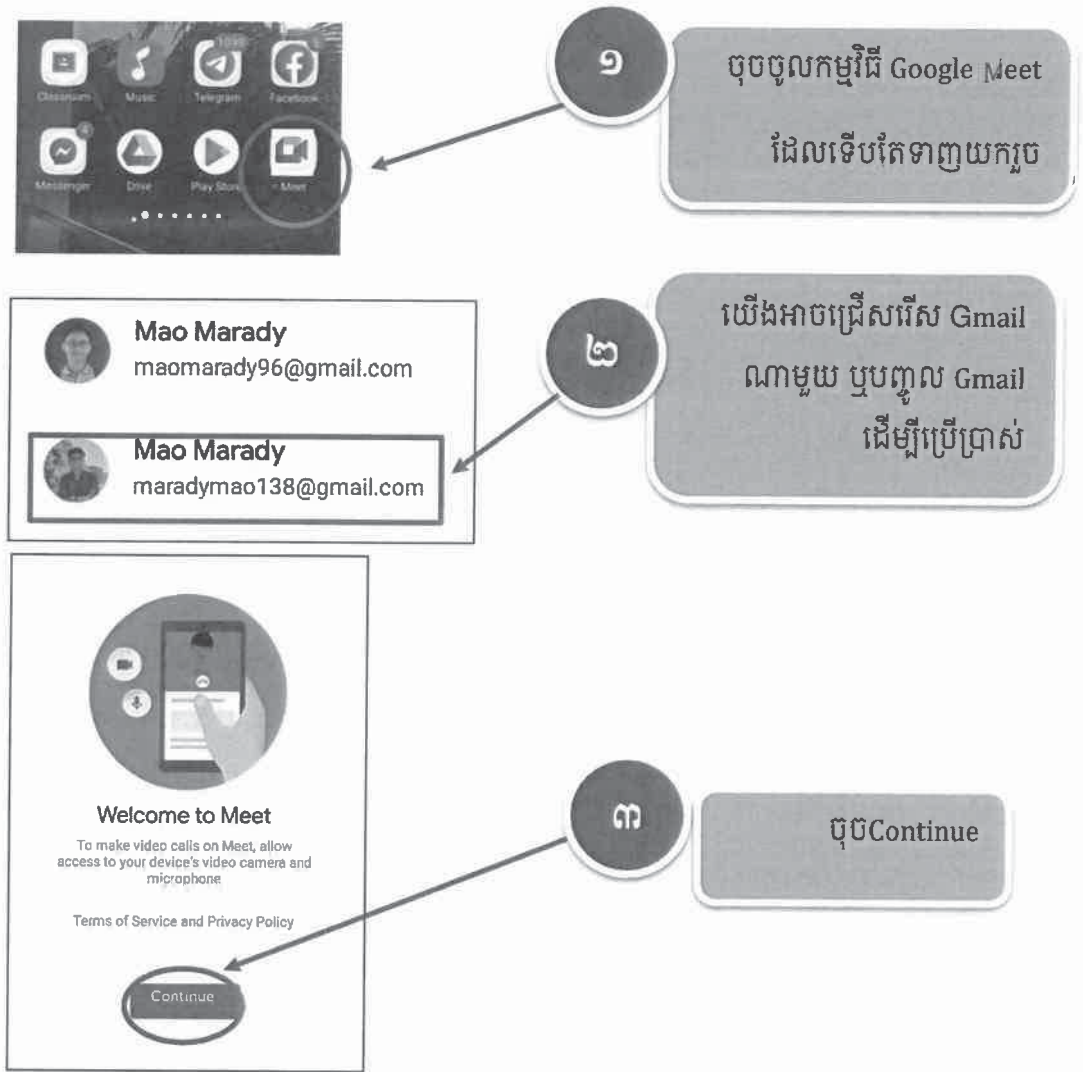 Classroom
Music
Telegram
Facebook
Messenger
Drive
Play Store
Meet
4
១
ចុចចូលកម្មវិធី Google Meet
ដែលទើបតែទាញយករួច
Mao Marady
maomarady96@gmail.com
Mao Marady
maradymao138@gmail.com
២
យើងអាចជ្រើសរើស Gmail
ណាមួយ ឬបញ្ចូល Gmail
ដើម្បីប្រើប្រាស់
Welcome to Meet
To make video calls on Meet, allow
access to your device's video camera and
microphone
Terms of Service and Privacy Policy
Continue
៣
ចុចContinue